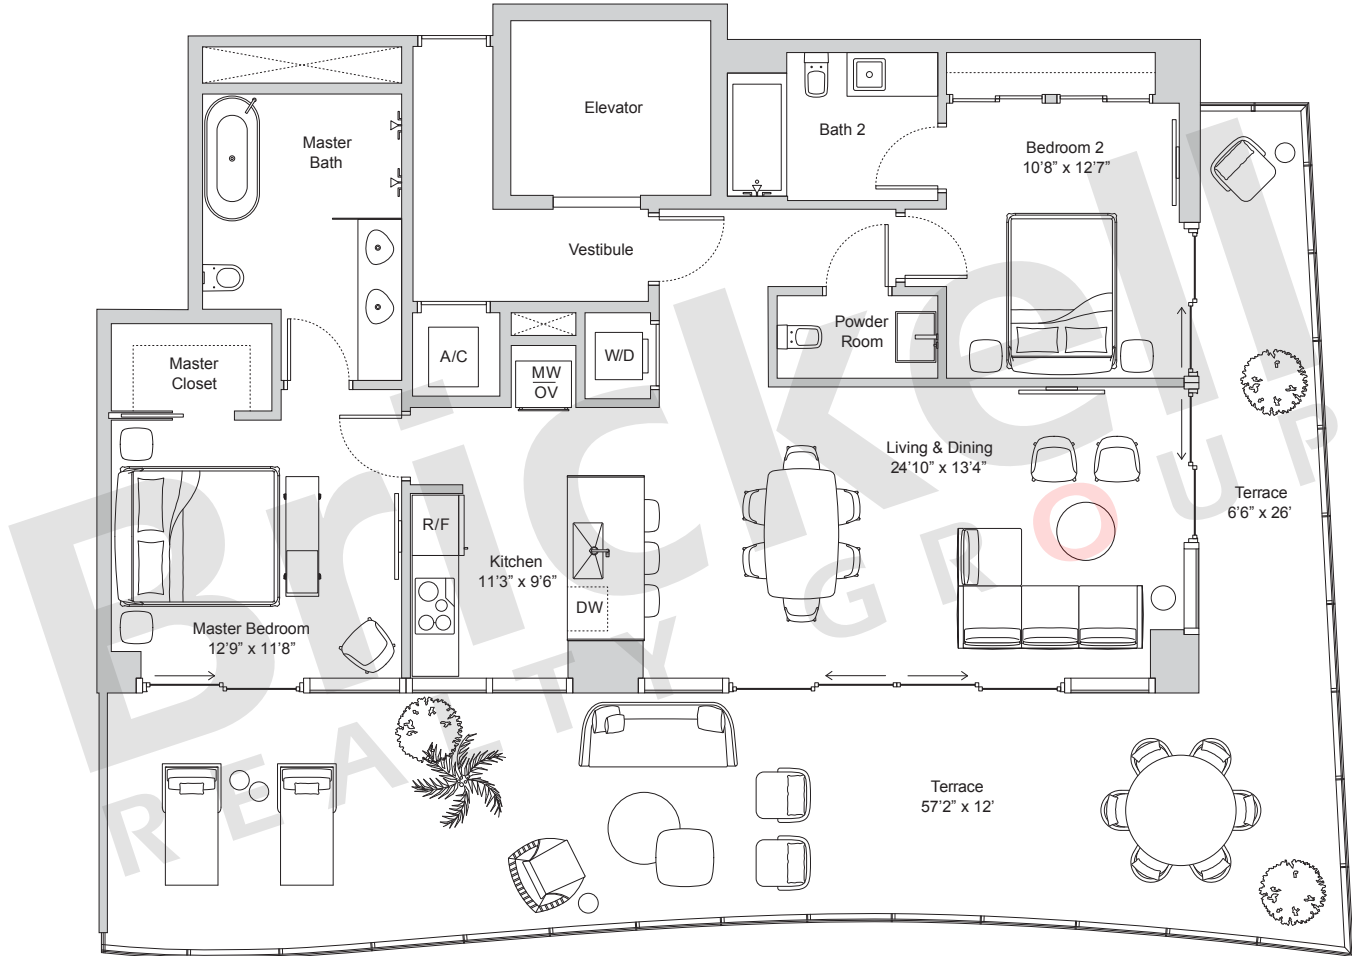 Elevator
Master
Bath
Bath 2
Bedroom 2
10'8" x 12'7"
Vestibule
Powder
Room
A/C
MW
OV
W/D
Master
Closet
Living & Dining
24'10" x 13'4"
Terrace
6'6" x 26'
R/F
Kitchen
11'3" x 9'6"
DW
Master Bedroom
12'9" x 11'8"
Terrace
57'2" x 12'
Brickell
REALTY GROUP